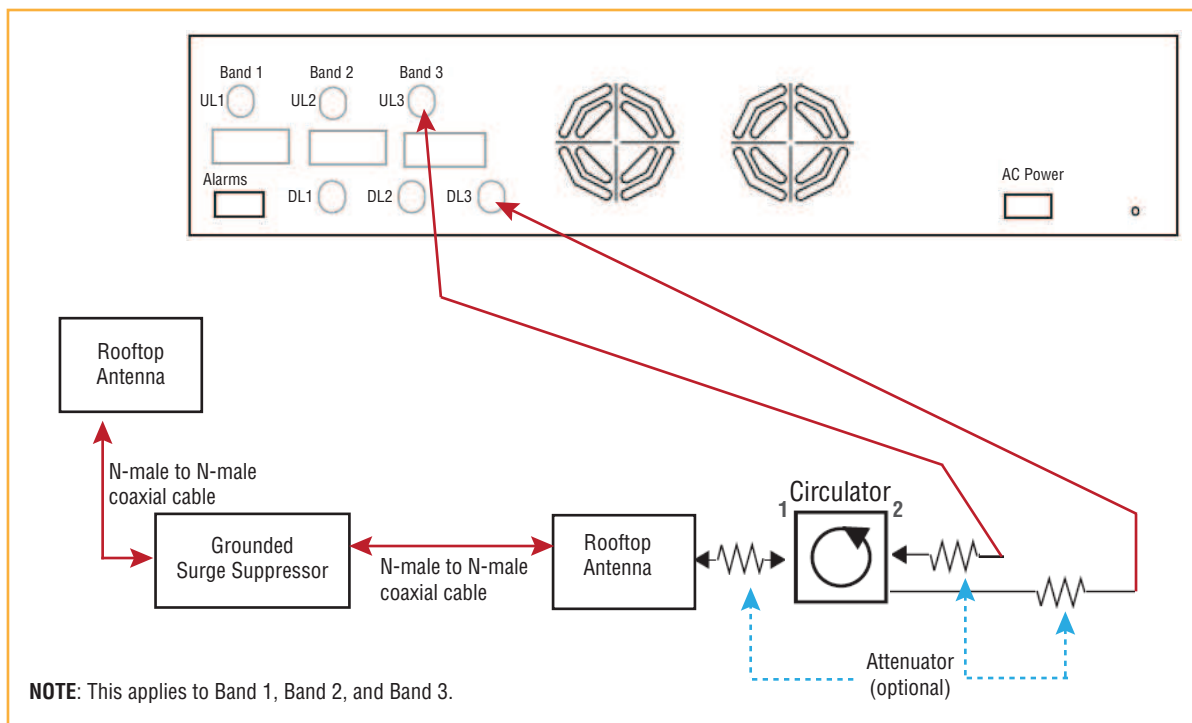 Band 1
Band 2
Band 3
UL1
UL2
UL3
Alarms
DL1
DL2
DL3
AC Power
Rooftop
Antenna
N-male to N-male
coaxial cable
Grounded
Surge Suppressor
N-male to N-male
coaxial cable
Rooftop
Antenna
Circulator
1
2
Attenuator
(optional)
NOTE: This applies to Band 1, Band 2, and Band 3.